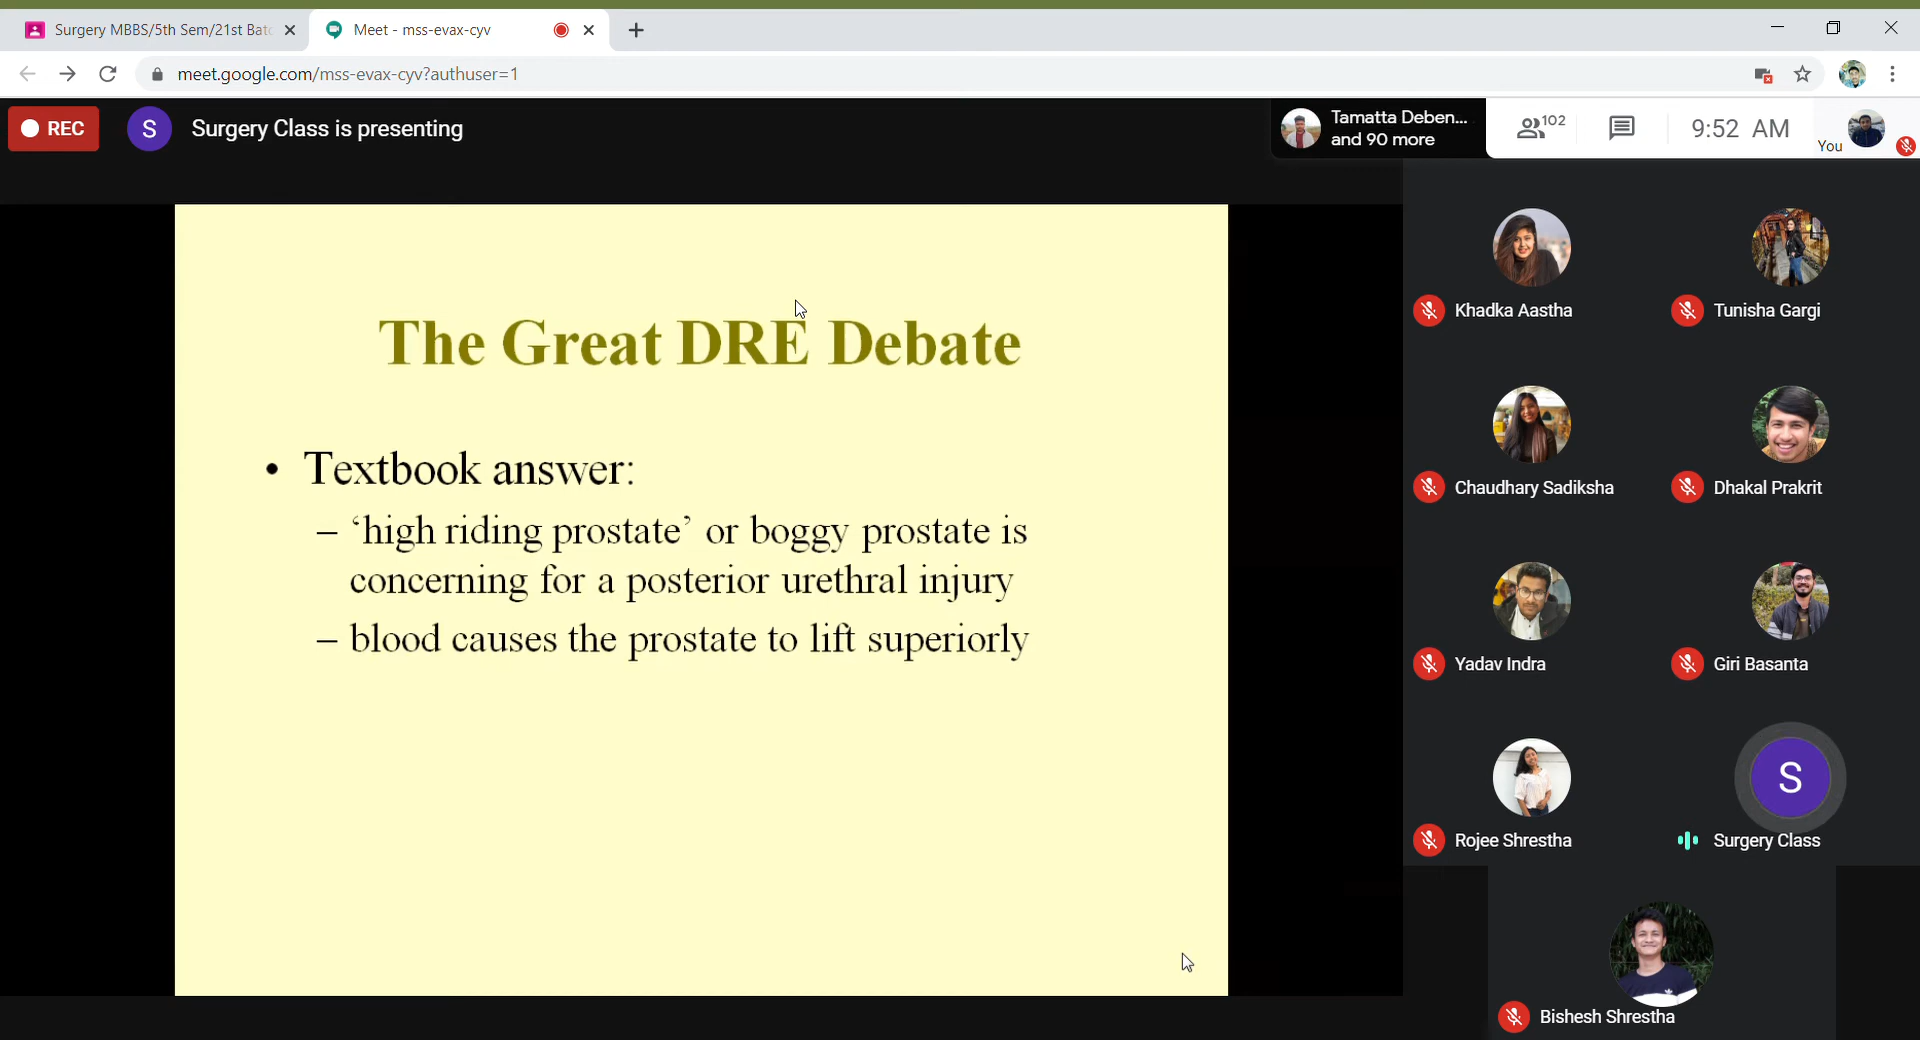 Surgery MBBS/5th Sem/21st Bat
Meet - mss-evax-cyv
meet.google.com/mss-evax-cyv?authuser=1
REC
S
Surgery Class is presenting
Tamatta Deben...
and 90 more
102
9:52 AM
You
The Great DRE Debate
• Textbook answer:
– ‘high riding prostate’ or boggy prostate is
concerning for a posterior urethral injury
– blood causes the prostate to lift superiorly
Khadka Aastha
Tunisha Gargi
Chaudhary Sadiksha
Dhakal Prakrit
Yadav Indra
Giri Basanta
Rojee Shrestha
S
Surgery Class
Bishesh Shrestha